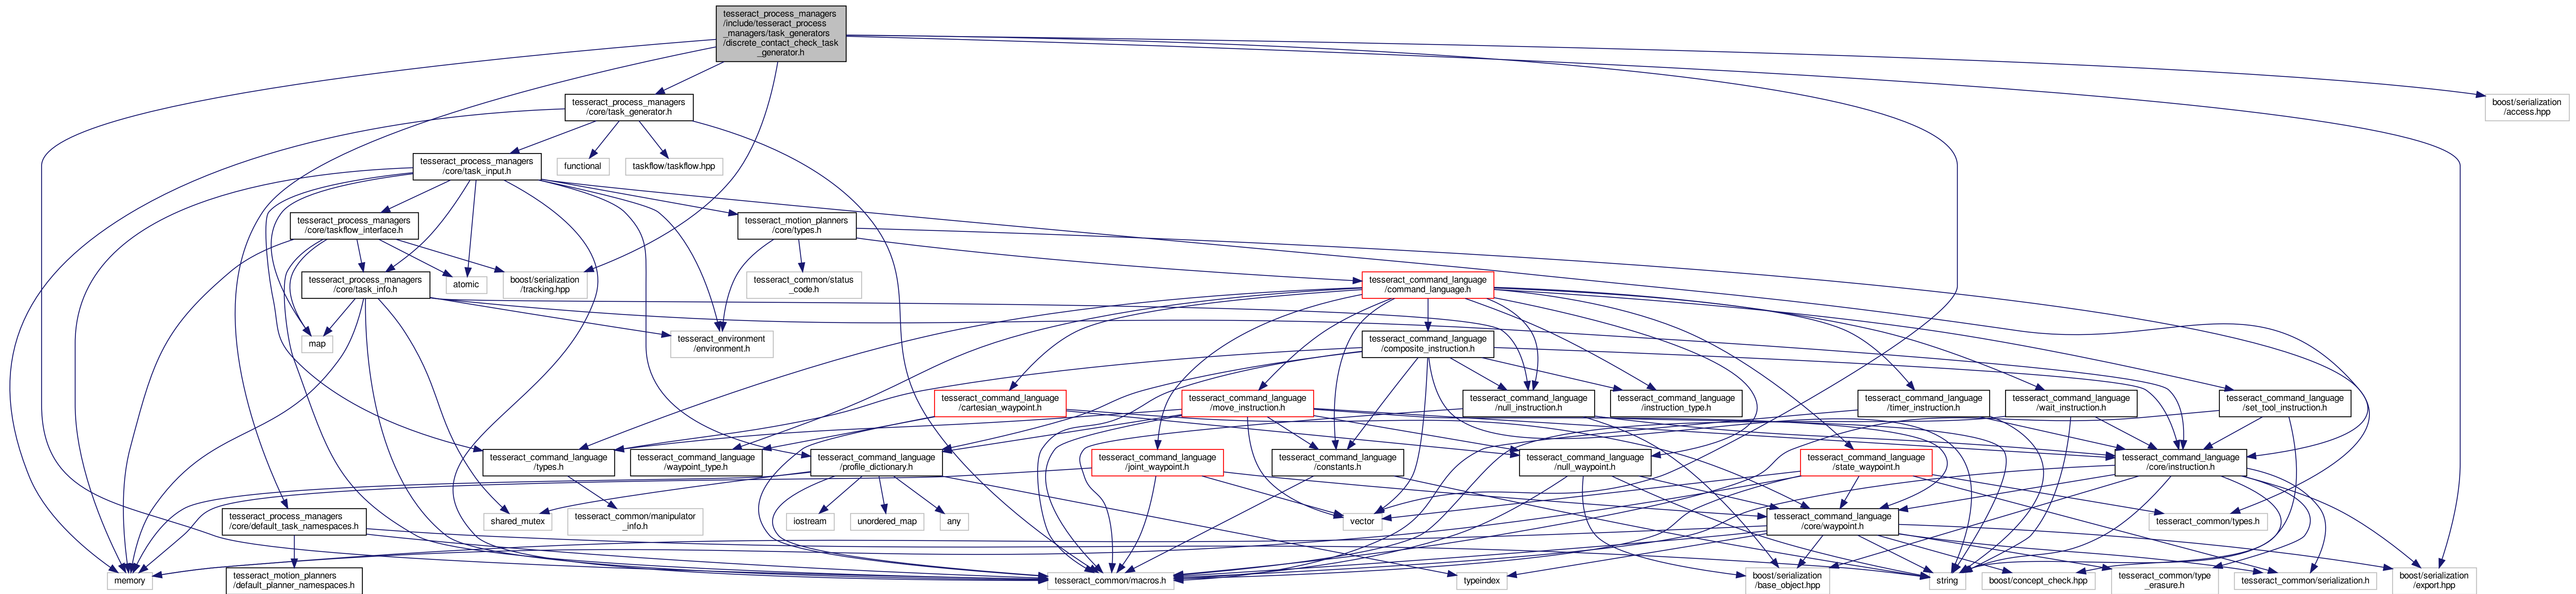 tesseract_process_managers
/include/tesseract_process
_managers/task_generators
/discrete_contact_check_task
_generator.h
tesseract_process_managers
/core/task_generator.h
boost/serialization
/access.hpp
tesseract_process_managers
/core/task_input.h
functional
taskflow/taskflow.hpp
tesseract_process_managers
/core/taskflow_interface.h
tesseract_motion_planners
/core/types.h
tesseract_process_managers
/core/task_info.h
atomic
boost/serialization
/tracking.hpp
tesseract_common/status
_code.h
tesseract_command_language
/command_language.h
map
tesseract_environment
/environment.h
tesseract_command_language
/composite_instruction.h
tesseract_command_language
/cartesian_waypoint.h
tesseract_command_language
/move_instruction.h
tesseract_command_language
/null_instruction.h
tesseract_command_language
/instruction_type.h
tesseract_command_language
/timer_instruction.h
tesseract_command_language
/wait_instruction.h
tesseract_command_language
/set_tool_instruction.h
tesseract_command_language
/types.h
tesseract_command_language
/waypoint_type.h
tesseract_command_language
/profile_dictionary.h
tesseract_command_language
/joint_waypoint.h
tesseract_command_language
/constants.h
tesseract_command_language
/null_waypoint.h
tesseract_command_language
/state_waypoint.h
tesseract_command_language
/core/instruction.h
tesseract_process_managers
/core/default_task_namespaces.h
shared_mutex
tesseract_common/manipulator
_info.h
iostream
unordered_map
any
vector
tesseract_command_language
/core/waypoint.h
tesseract_common/types.h
memory
tesseract_motion_planners
/default_planner_namespaces.h
tesseract_common/macros.h
typeindex
boost/serialization
/base_object.hpp
string
boost/concept_check.hpp
tesseract_common/type
_erasure.h
tesseract_common/serialization.h
boost/serialization
/export.hpp